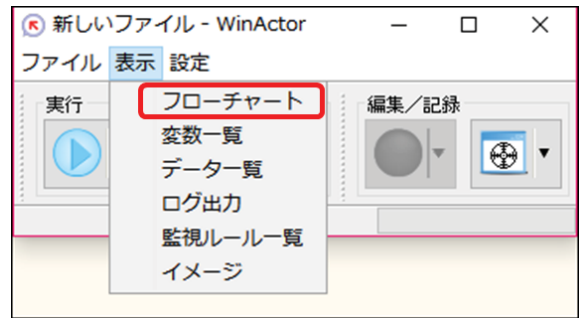 新しいファイル - WinActor
ファイル 表示 設定
実行
フローチャート
変数一覧
データ一覧
ログ出力
監視ルール一覧
イメージ
編集／記録